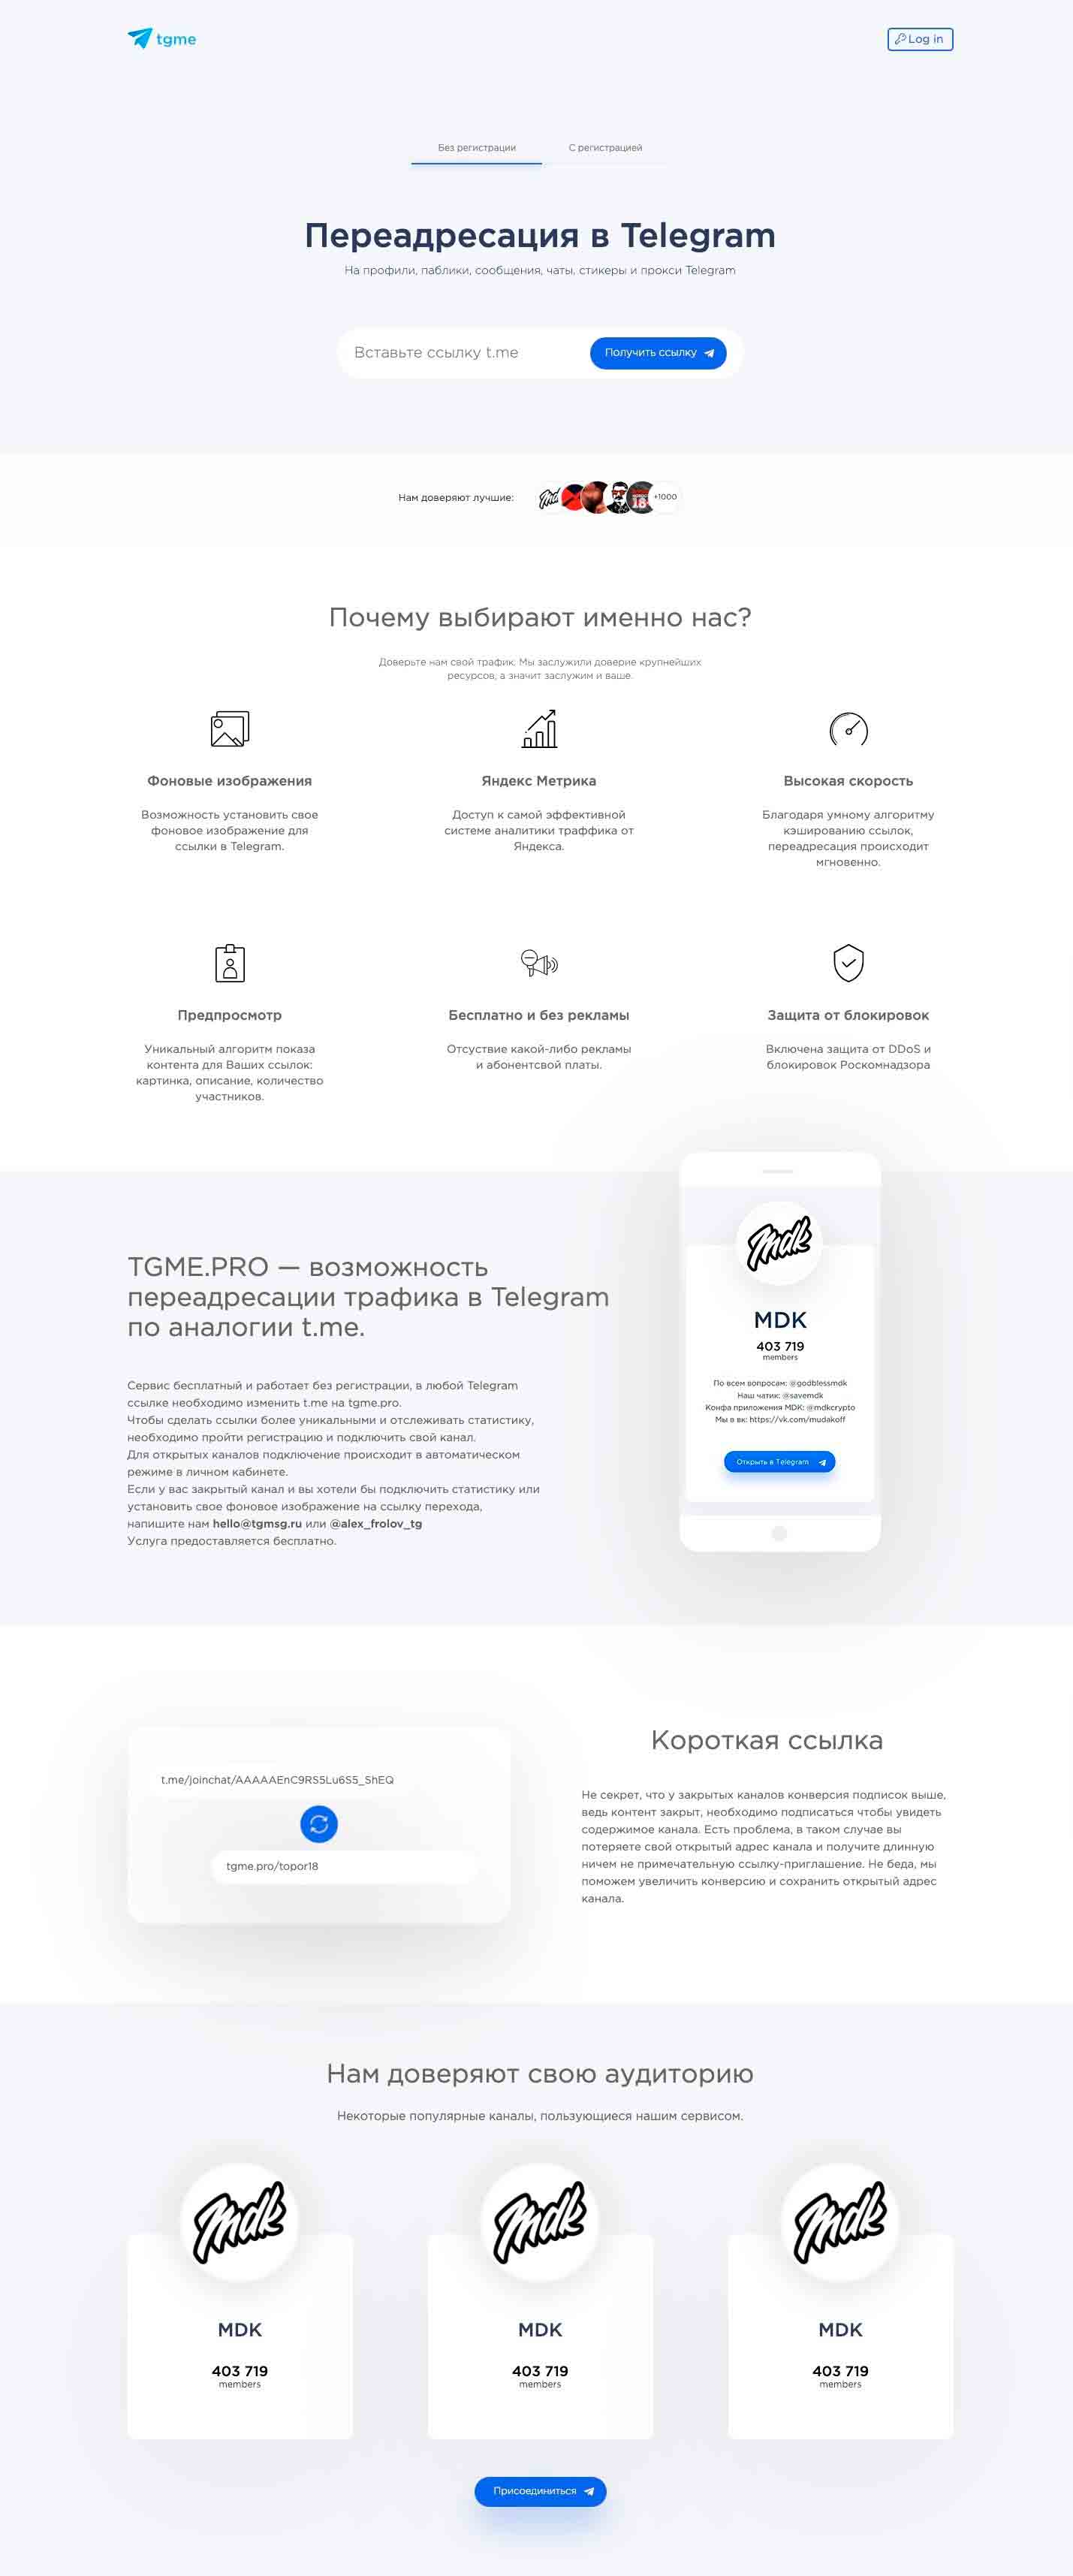 tgme
Log in
Без регистрации
С регистрацией
Переадресация в Telegram
На профили, паблики, сообщения, чаты, стикеры и прокси Telegram
Вставьте ссылку t.me
Получить ссылку
Нам доверяют лучшие:
Mdk
18+
+1000
Почему выбирают именно нас?
Доверьте нам свой трафик. Мы заслужили доверие крупнейших
ресурсов, а значит заслужим и ваше.
Фоновые изображения
Возможность установить свое
фоновое изображение для
ссылки в Telegram.
Яндекс Метрика
Доступ к самой эффективной
системе аналитики траффика от
Яндекса.
Высокая скорость
Благодаря умному алгоритму
кэшированию ссылок,
переадресация происходит
мгновенно.
Предпросмотр
Уникальный алгоритм показа
контента для Ваших ссылок:
картинка, описание, количество
участников.
Бесплатно и без рекламы
Отсуствие какой-либо рекламы
и абонентсвой платы.
Защита от блокировок
Включена защита от DDoS и
блокировок Роскомнадзора
TGME.PRO — возможность
переадресации трафика в Telegram
по аналогии t.me.
Сервис бесплатный и работает без регистрации, в любой Telegram
ссылке необходимо изменить t.me на tgme.pro.
Чтобы сделать ссылки более уникальными и отслеживать статистику,
необходимо пройти регистрацию и подключить свой канал.
Для открытых каналов подключение происходит в автоматическом
режиме в личном кабинете.
Если у вас закрытый канал и вы хотели бы подключить статистику или
установить свое фоновое изображение на ссылку перехода,
напишите нам hello@tgmsg.ru или @alex_frolov_tg
Услуга предоставляется бесплатно.
Mdk
MDK
403 719
members
По всем вопросам: @godblessmdk
Наш чатик: @savemdk
Конфа приложения MDK: @mdkcrypto
Мы в вк: https://vk.com/mudakoff
Открыть в Telegram
t.me/joinchat/AAAAAEnC9RS5Lu6S5_ShEQ
tgme.pro/topor18
Короткая ссылка
Не секрет, что у закрытых каналов конверсия подписок выше,
ведь контент закрыт, необходимо подписаться чтобы увидеть
содержимое канала. Есть проблема, в таком случае вы
потеряете свой открытый адрес канала и получите длинную
ничем не примечательную ссылку-приглашение. Не беда, мы
поможем увеличить конверсию и сохранить открытый адрес
канала.
Нам доверяют свою аудиторию
Некоторые популярные каналы, пользующиеся нашим сервисом.
Mdk
MDK
403 719
members
Mdk
MDK
403 719
members
Mdk
MDK
403 719
members
Присоединиться